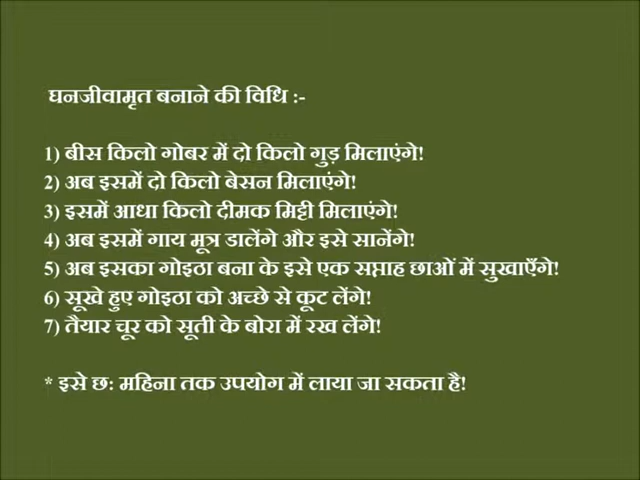 घनजीवामृत बनाने की विधि :-
1) बीस किलो गोबर में दो किलो गुड़ मिलाएंगे!
2) अब इसमें दो किलो बेसन मिलाएंगे!
3) इसमें आधा किलो दीमक मिट्टी मिलाएंगे!
4) अब इसमें गाय मूत्र डालेंगे और इसे सानेंगे!
5) अब इसका गोइठा बना के इसे एक सप्ताह छाओं में सुखाएँगे!
6) सूखे हुए गोइठा को अच्छे से कूट लेंगे!
7) तैयार चूर को सूती के बोरा में रख लेंगे!
* इसे छ: महिना तक उपयोग में लाया जा सकता है!